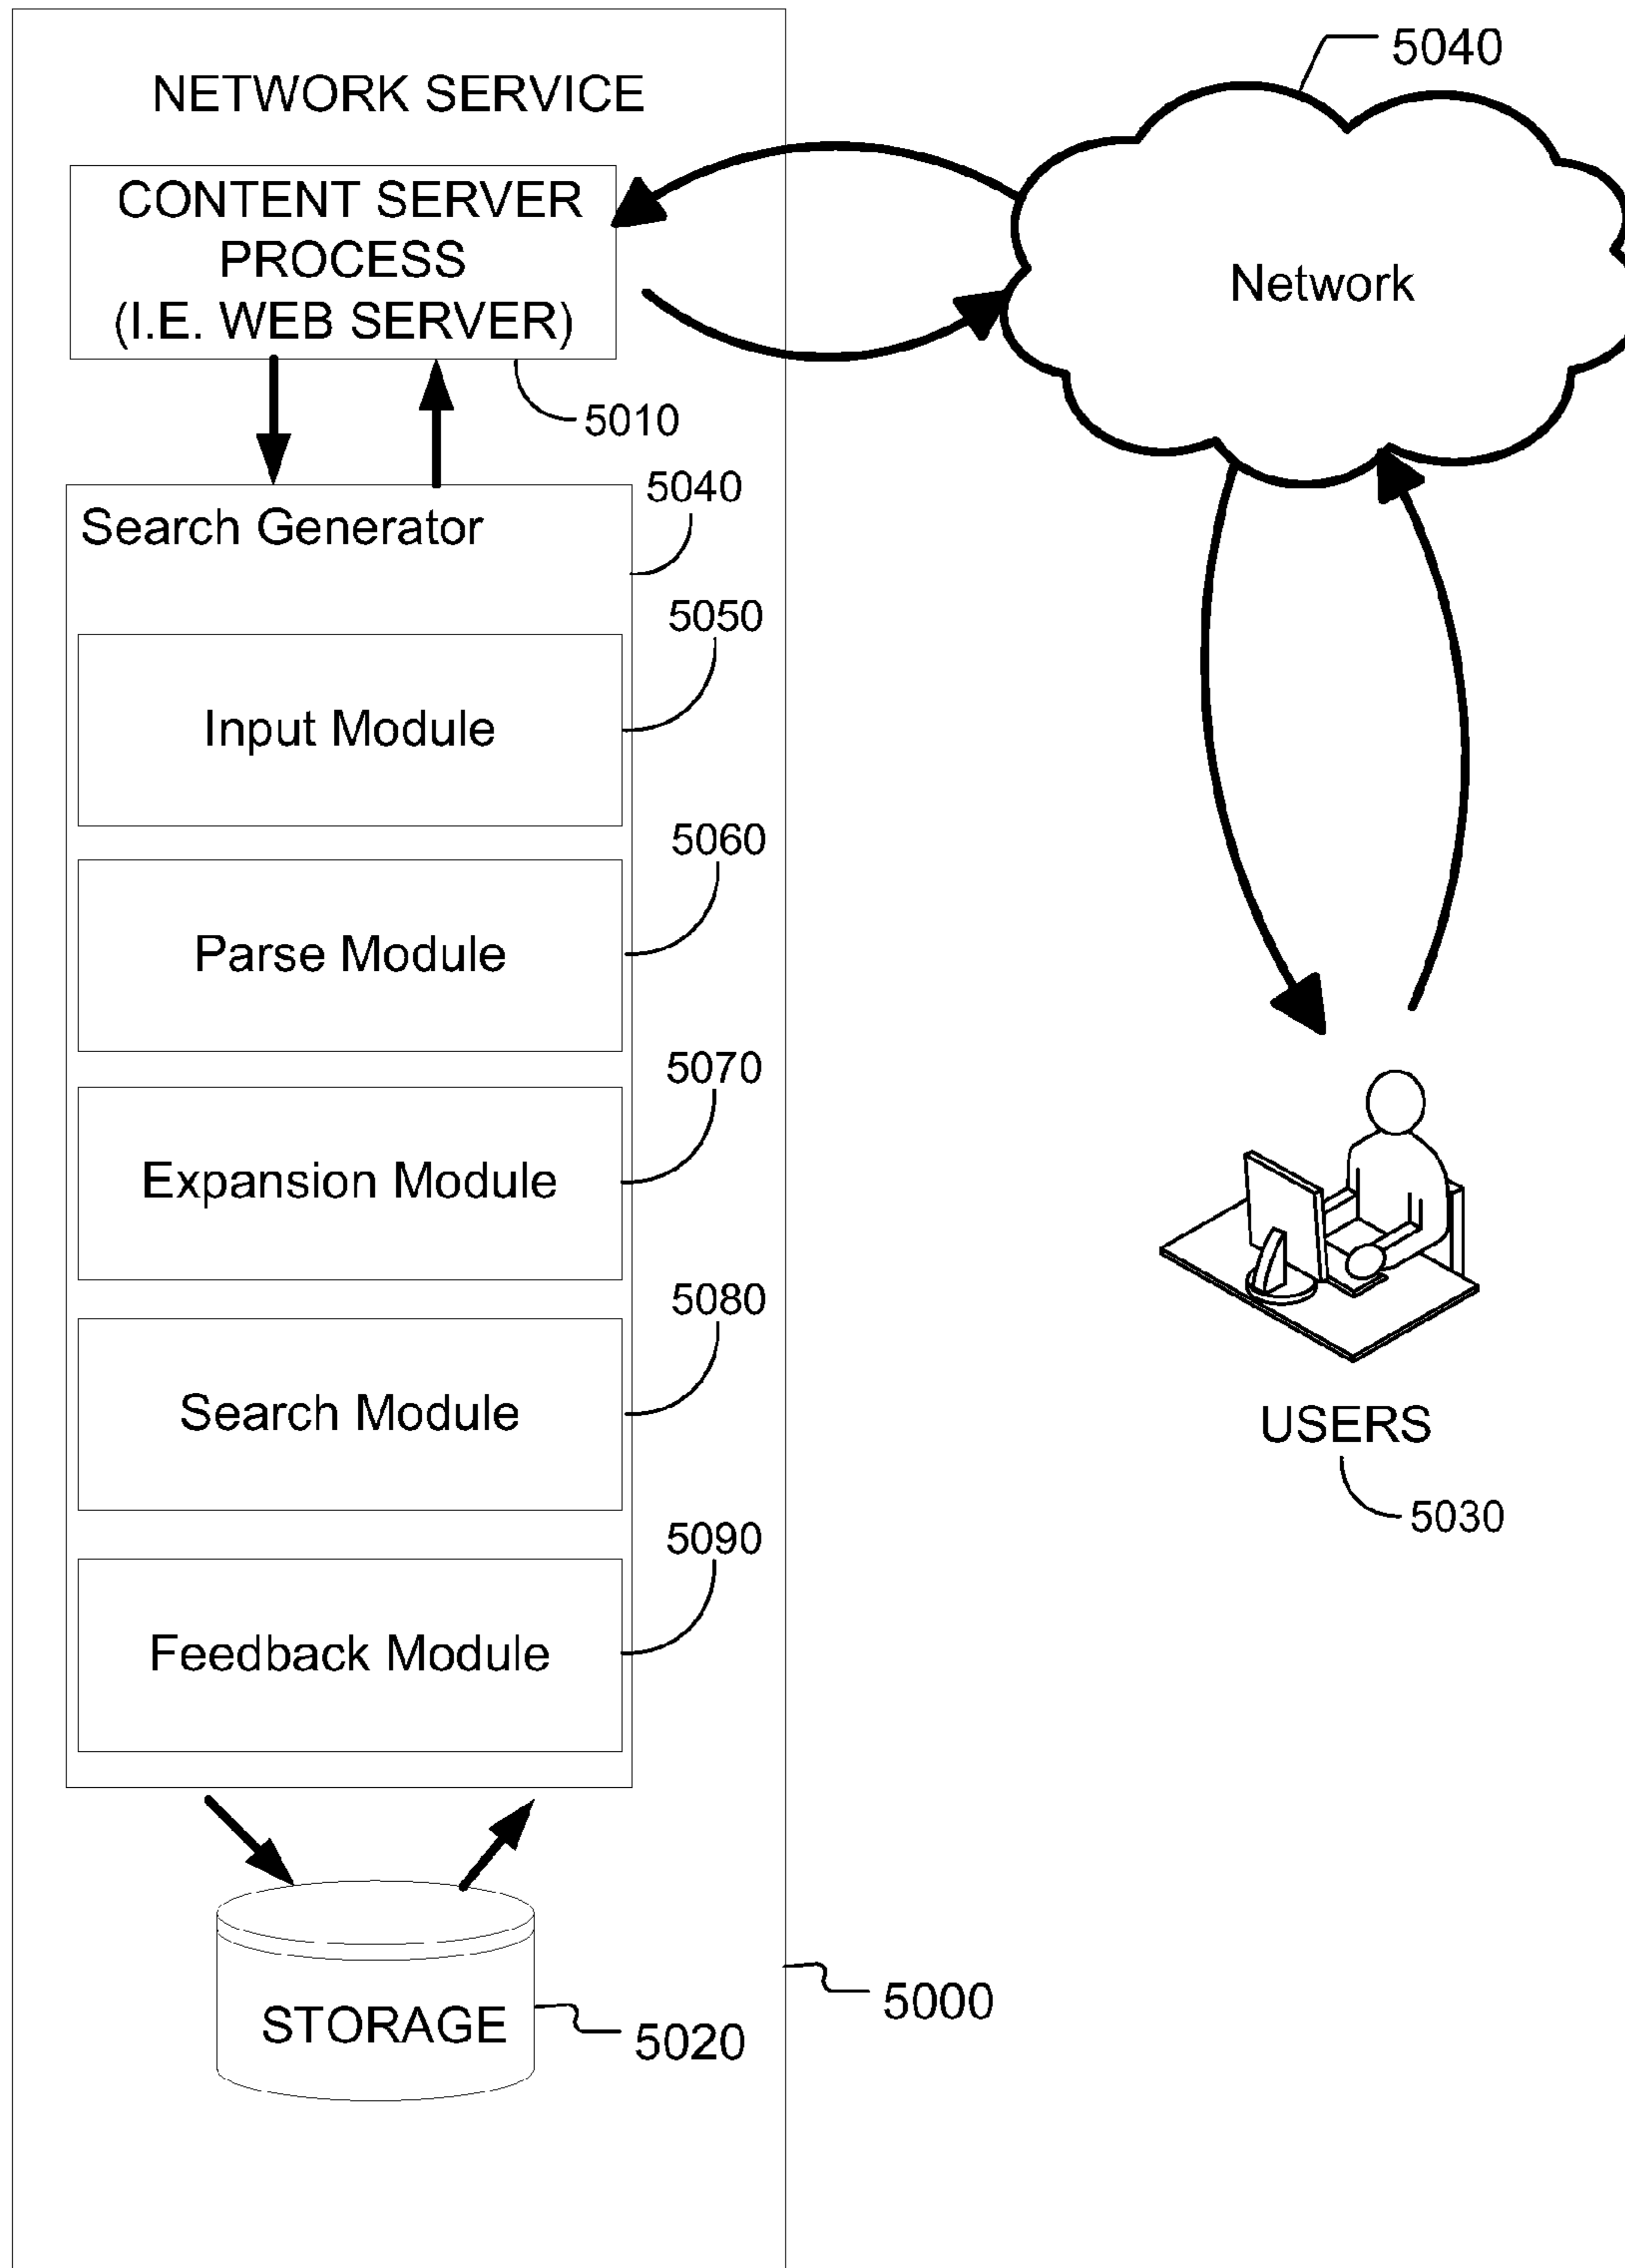 NETWORK SERVICE
CONTENT SERVER
PROCESS
(I.E. WEB SERVER)
5010
5040
Network
5040
Search Generator
5050
Input Module
5060
Parse Module
5070
Expansion Module
5080
Search Module
5090
Feedback Module
USERS
5030
5000
STORAGE
5020